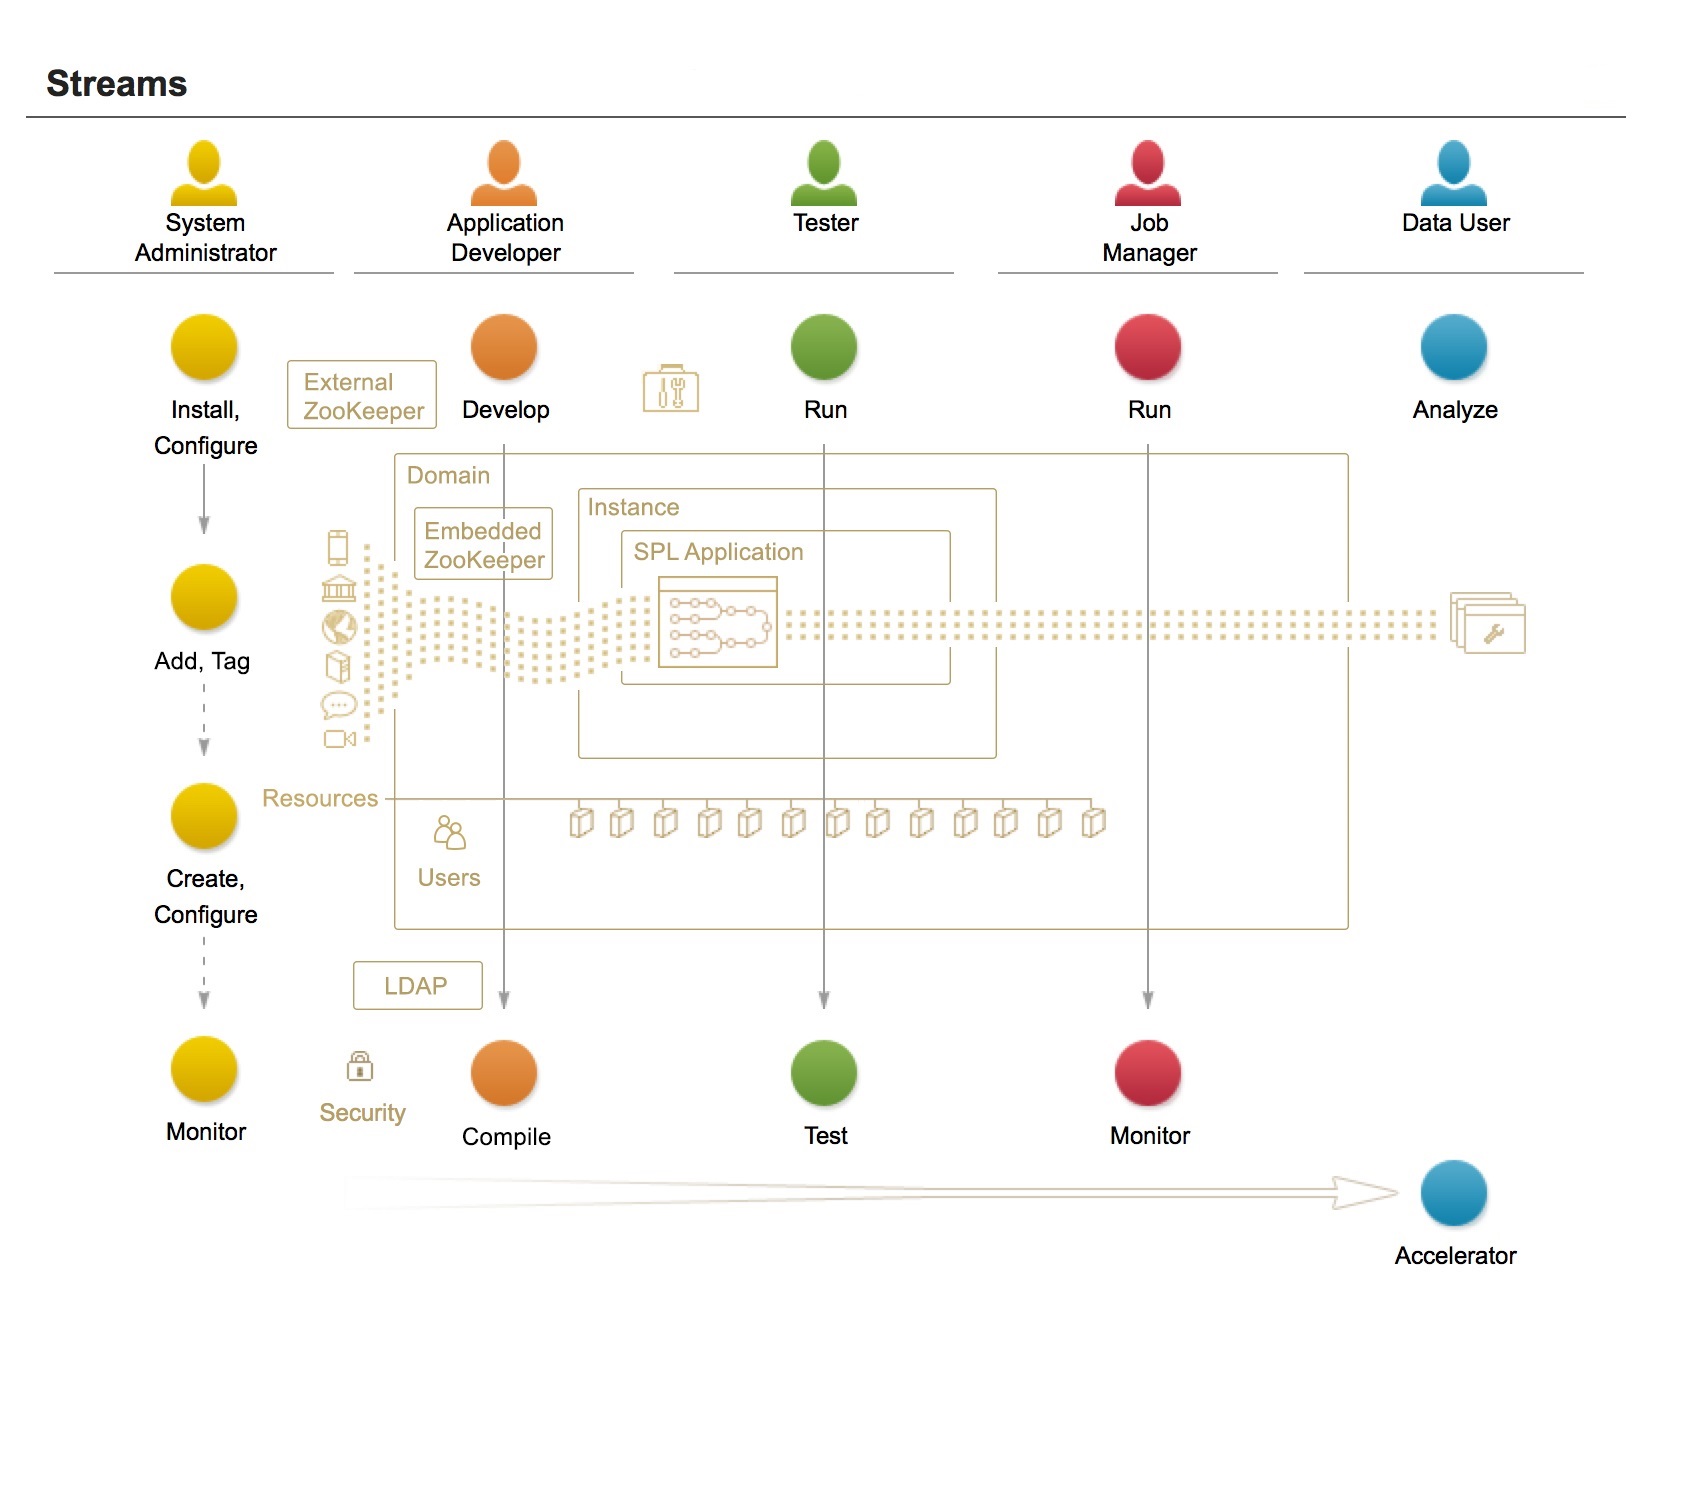 Streams
System
Administrator
Application
Developer
Tester
Job
Manager
Data User
Install,
Configure
External
ZooKeeper
Develop
Run
Run
Analyze
Domain
Instance
Embedded
ZooKeeper
SPL Application
Add, Tag
Resources
Users
Create,
Configure
LDAP
Security
Monitor
Compile
Test
Monitor
Accelerator